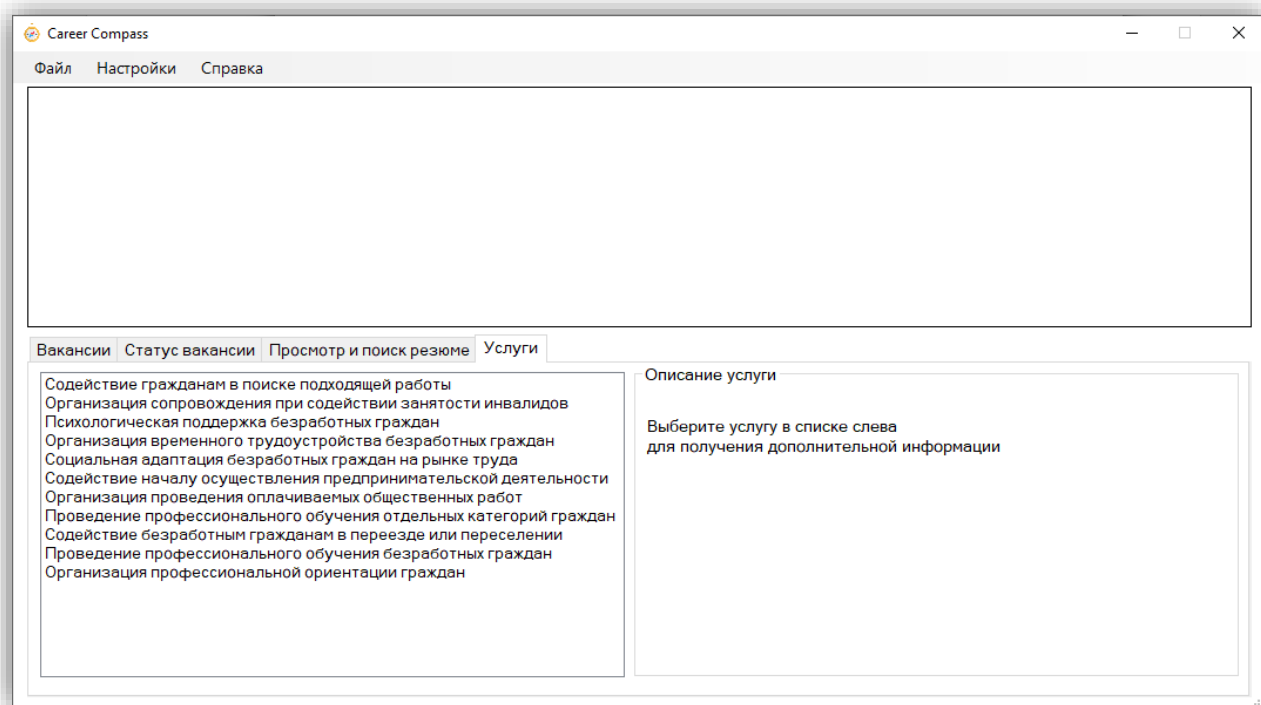 Career Compass
Файл Настройки Справка
Вакансии Статус вакансии Просмотр и поиск резюме Услуги
Содействие гражданам в поиске подходящей работы
Организация сопровождения при содействии занятости инвалидов
Психологическая поддержка безработных граждан
Организация временного трудоустройства безработных граждан
Социальная адаптация безработных граждан на рынке труда
Содействие началу осуществления предпринимательской деятельности
Организация проведения оплачиваемых общественных работ
Проведение профессионального обучения отдельных категорий граждан
Содействие безработным гражданам в переезде или переселении
Проведение профессионального обучения безработных граждан
Организация профессиональной ориентации граждан
Описание услуги
Выберите услугу в списке слева
для получения дополнительной информации